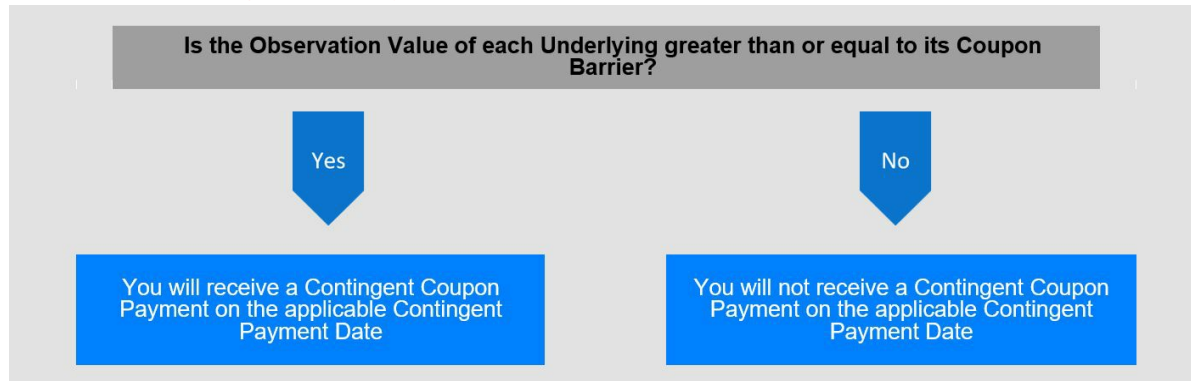 Is the Observation Value of each Underlying greater than or equal to its Coupon
Barrier?
Yes
No
You will receive a Contingent Coupon
Payment on the applicable Contingent
Payment Date
You will not receive a Contingent Coupon
Payment on the applicable Contingent
Payment Date